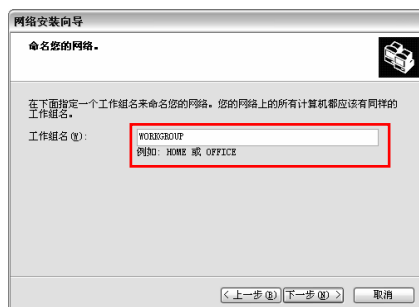 网络安装向导
命名您的网络。
在下面指定一个工作组名来命名您的网络。您的网络上的所有计算机都应该有同样的
工作组名。
工作组名(W): WORKGROUP
例如: HOME 或 OFFICE
< 上一步(B) 下一步(N) > 取消